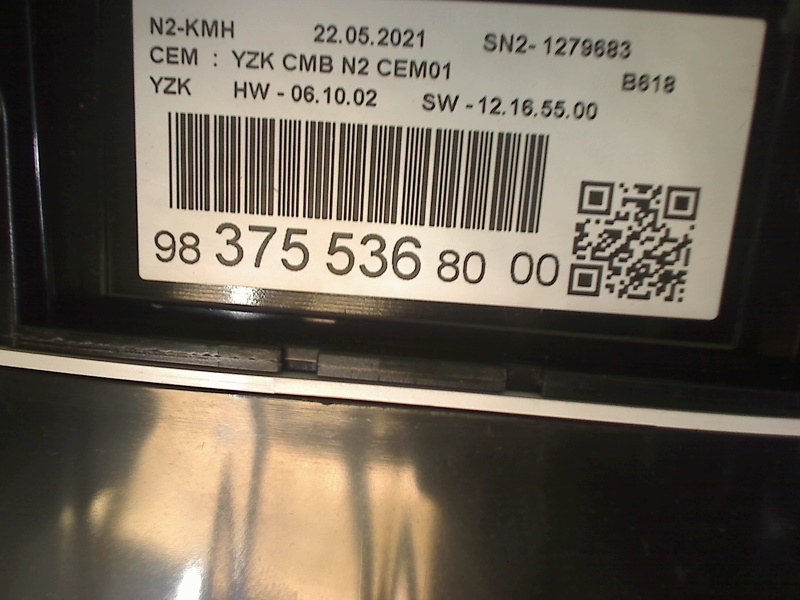 N2-KMH 22.05.2021 SN2- 1279683
CEM : YZK CMB N2 CEM01 B618
YZK HW - 06.10.02 SW - 12.16.55.00
98 375 536 80 00